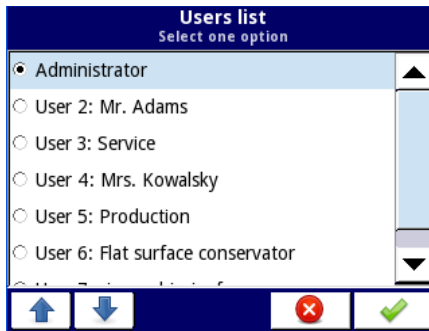 Users list
Select one option
Administrator
User 2: Mr. Adams
User 3: Service
User 4: Mrs. Kowalsky
User 5: Production
User 6: Flat surface conservator